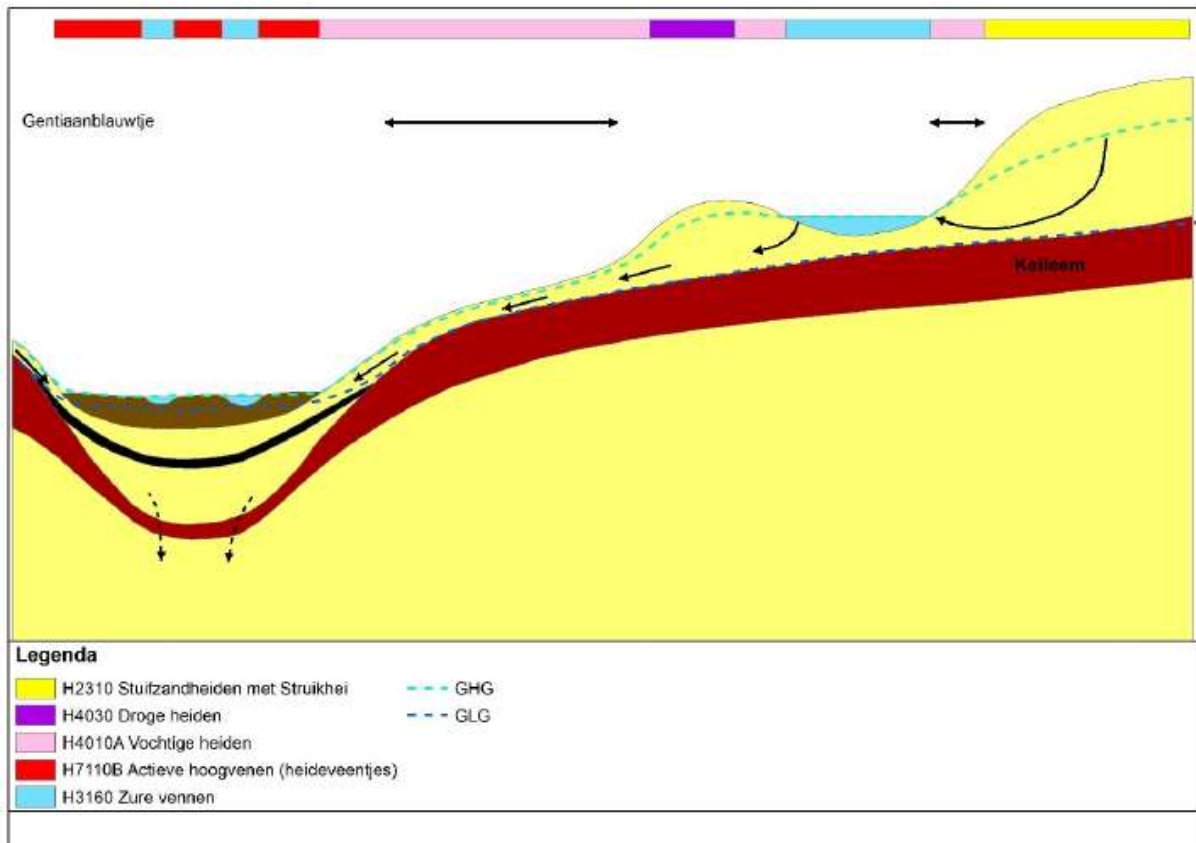 Gentiaanblauwtje
Keileem
Legenda
H2310 Stuifzandheiden met Struikhei
GHG
H4030 Droge heiden
GLG
H4010A Vochtige heiden
H7110B Actieve hoogvenen (heideveentjes)
H3160 Zure vennen